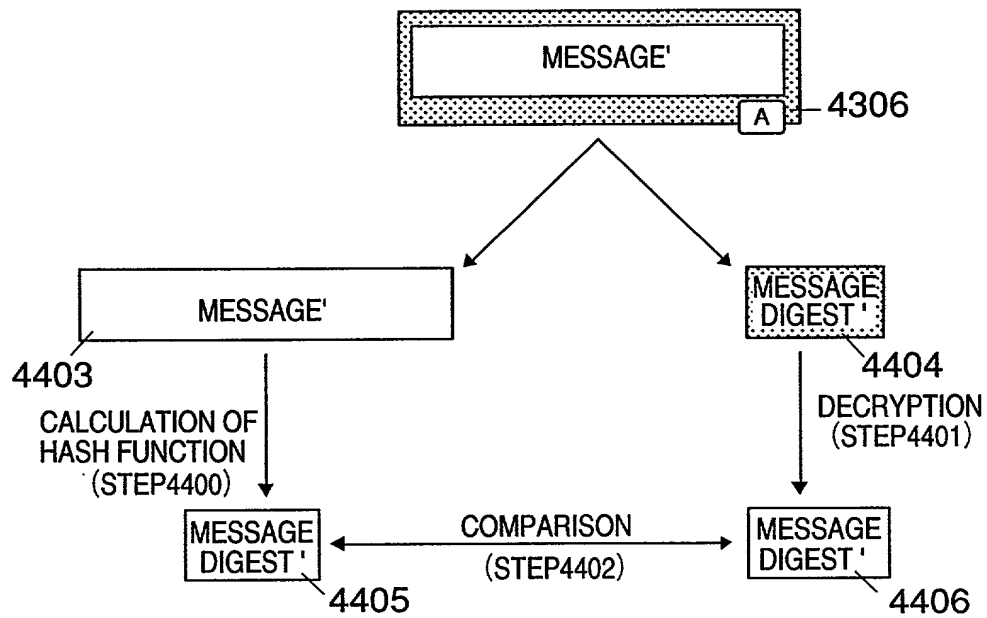 MESSAGE'
A
4306
MESSAGE'
4403
MESSAGE
DIGEST '
4404
CALCULATION OF
HASH FUNCTION
(STEP4400)
DECRYPTION
(STEP4401)
MESSAGE
DIGEST '
4405
COMPARISON
(STEP4402)
MESSAGE
DIGEST '
4406